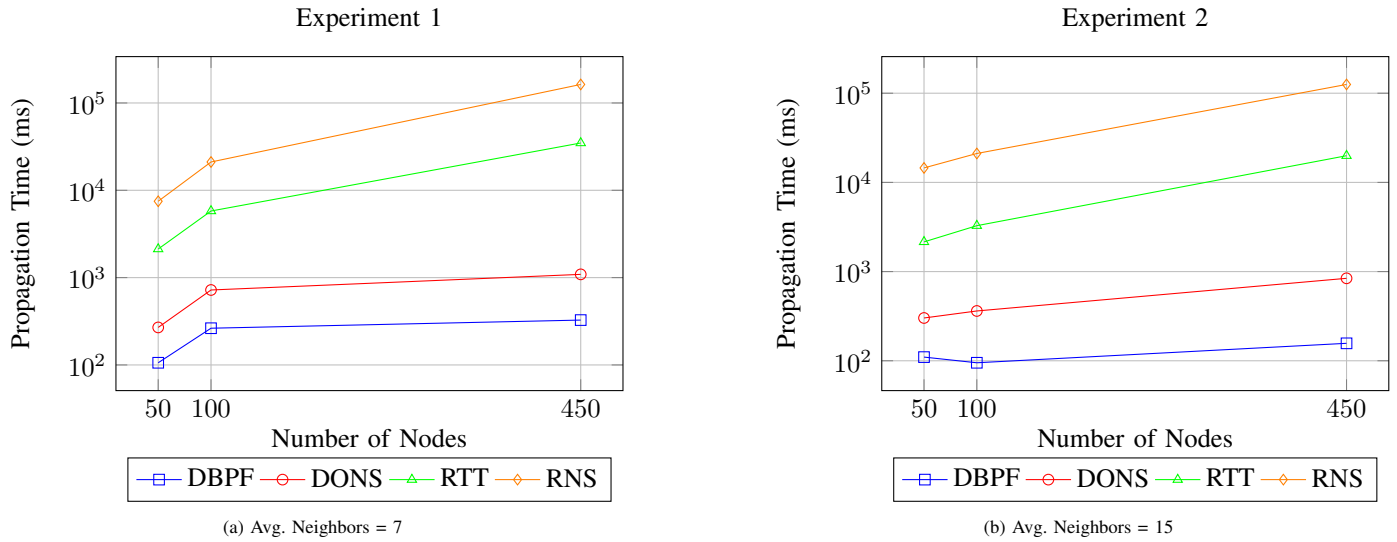 Experiment 1
Propagation Time (ms)
10^5
10^4
10^3
10^2
50 100 450
Number of Nodes
DBPF DONS RTT RNS
(a) Avg. Neighbors = 7
Experiment 2
Propagation Time (ms)
10^5
10^4
10^3
10^2
50 100 450
Number of Nodes
DBPF DONS RTT RNS
(b) Avg. Neighbors = 15